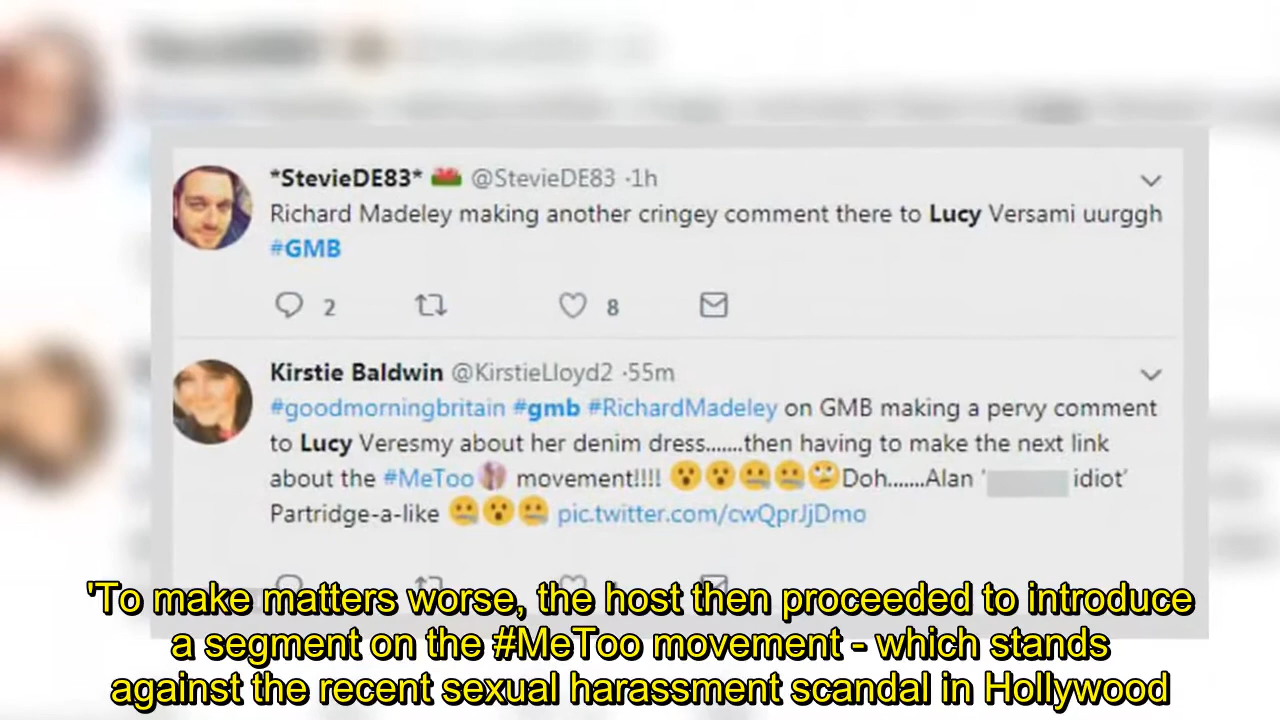 *StevieDE83* @StevieDE83 ·1h
Richard Madeley making another cringey comment there to Lucy Versami uurggh
#GMB
2 8
Kirstie Baldwin @KirstieLloyd2 ·55m
#goodmorningbritain #gmb #RichardMadeley on GMB making a pervy comment
to Lucy Veresmy about her denim dress.......then having to make the next link
about the #MeToo movement!!!! Doh.......Alan ' idiot'
Partridge-a-like pic.twitter.com/cwQprJjDmo
'To make matters worse, the host then proceeded to introduce
a segment on the #MeToo movement - which stands
against the recent sexual harassment scandal in Hollywood